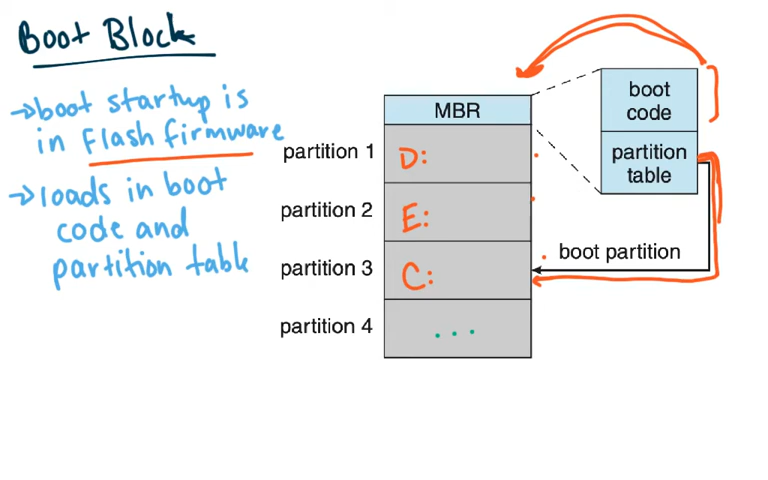 Boot Block
→boot startup is
in Flash firmware
→loads in boot
code and
partition table
MBR
partition 1
D:
partition 2
E:
partition 3
C:
partition 4
...
boot
code
partition
table
boot partition